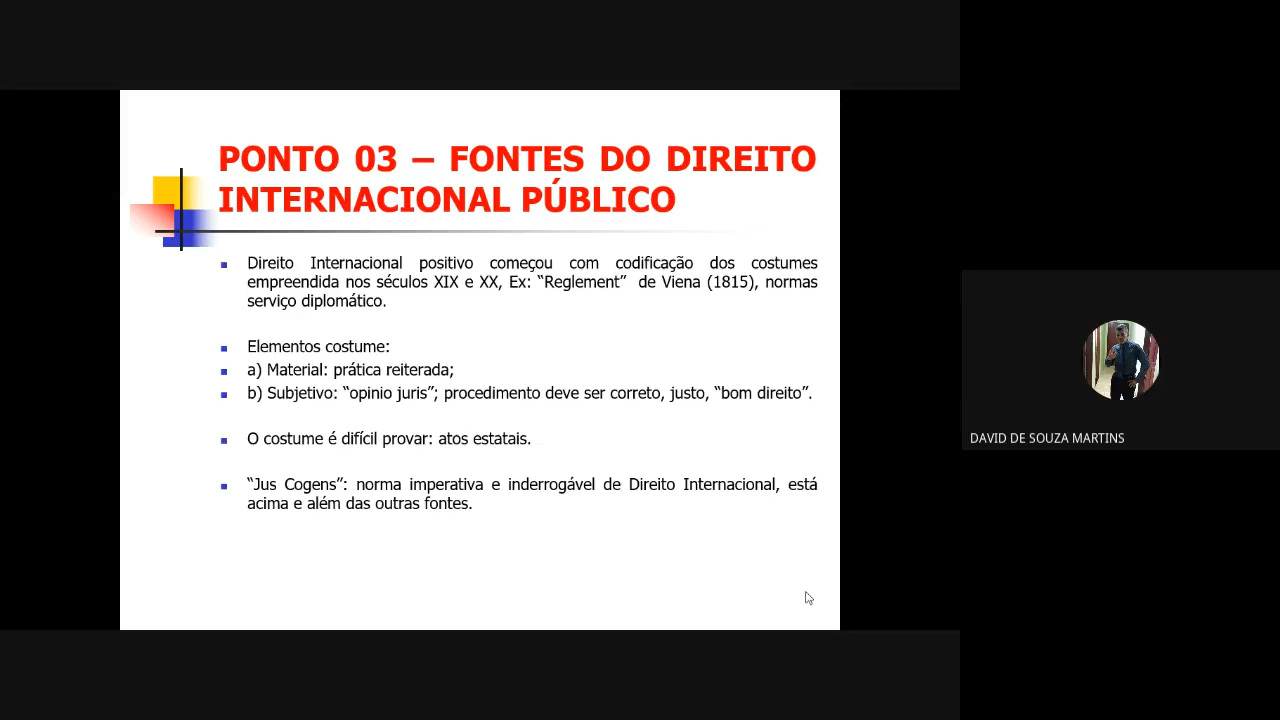 PONTO 03 – FONTES DO DIREITO
INTERNACIONAL PÚBLICO
Direito Internacional positivo começou com codificação dos costumes
empreendida nos séculos XIX e XX, Ex: “Reglement” de Viena (1815), normas
serviço diplomático.
Elementos costume:
a) Material: prática reiterada;
b) Subjetivo: “opinio juris”; procedimento deve ser correto, justo, “bom direito”.
O costume é difícil provar: atos estatais.
“Jus Cogens”: norma imperativa e inderrogável de Direito Internacional, está
acima e além das outras fontes.
DAVID DE SOUZA MARTINS